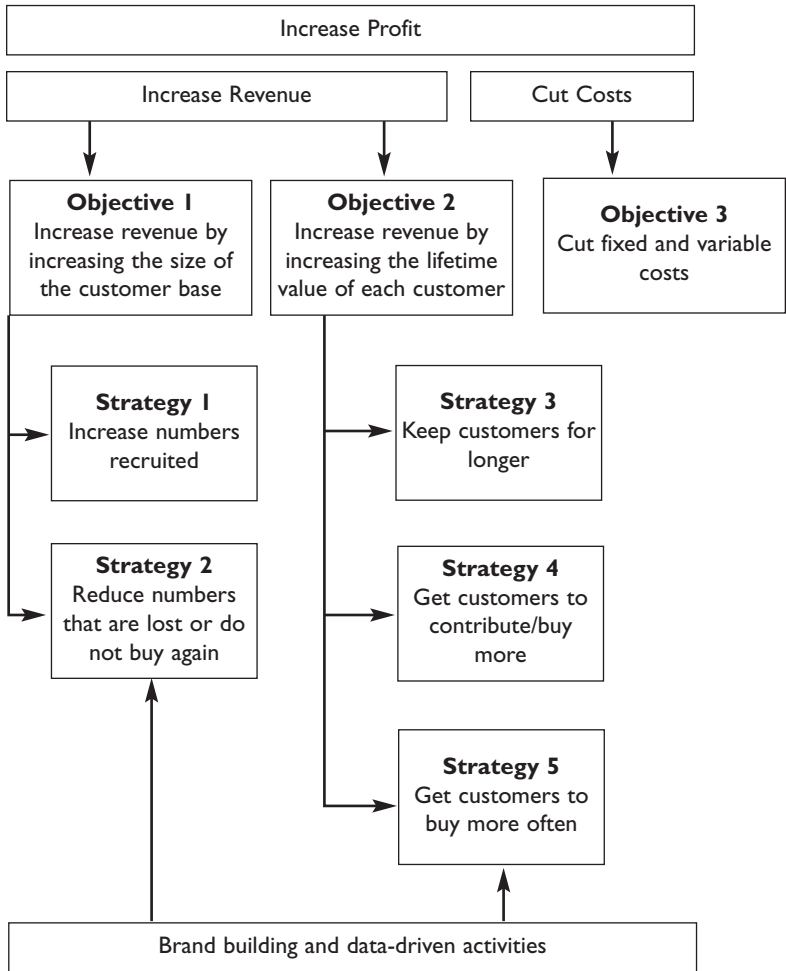 Increase Profit
Increase Revenue
Cut Costs
Objective 1
Increase revenue by
increasing the size of
the customer base
Objective 2
Increase revenue by
increasing the lifetime
value of each customer
Objective 3
Cut fixed and variable
costs
Strategy 1
Increase numbers
recruited
Strategy 2
Reduce numbers
that are lost or do
not buy again
Strategy 3
Keep customers for
longer
Strategy 4
Get customers to
contribute/buy
more
Strategy 5
Get customers to
buy more often
Brand building and data-driven activities